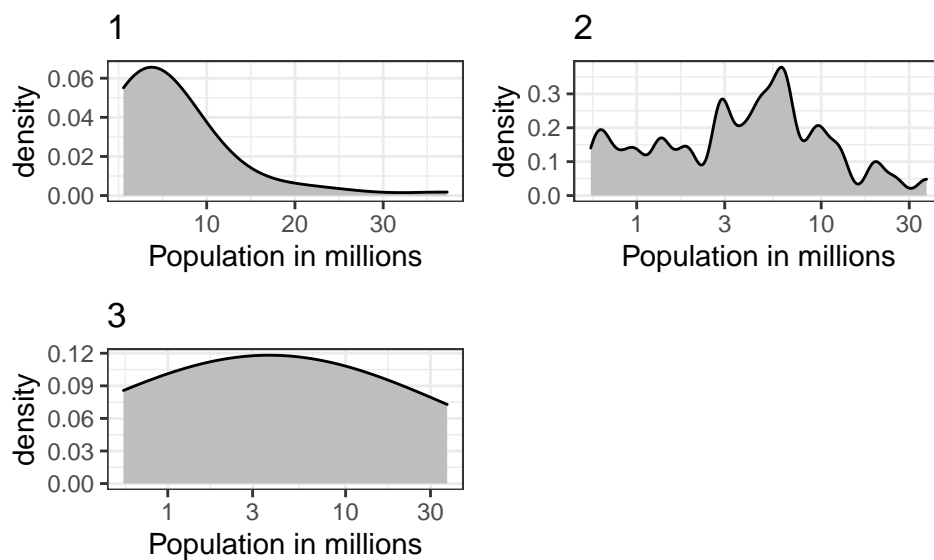 1
density
0.06
0.04
0.02
0.00
10 20 30
Population in millions
2
density
0.3
0.2
0.1
0.0
1 3 10 30
Population in millions
3
density
0.12
0.09
0.06
0.03
0.00
1 3 10 30
Population in millions